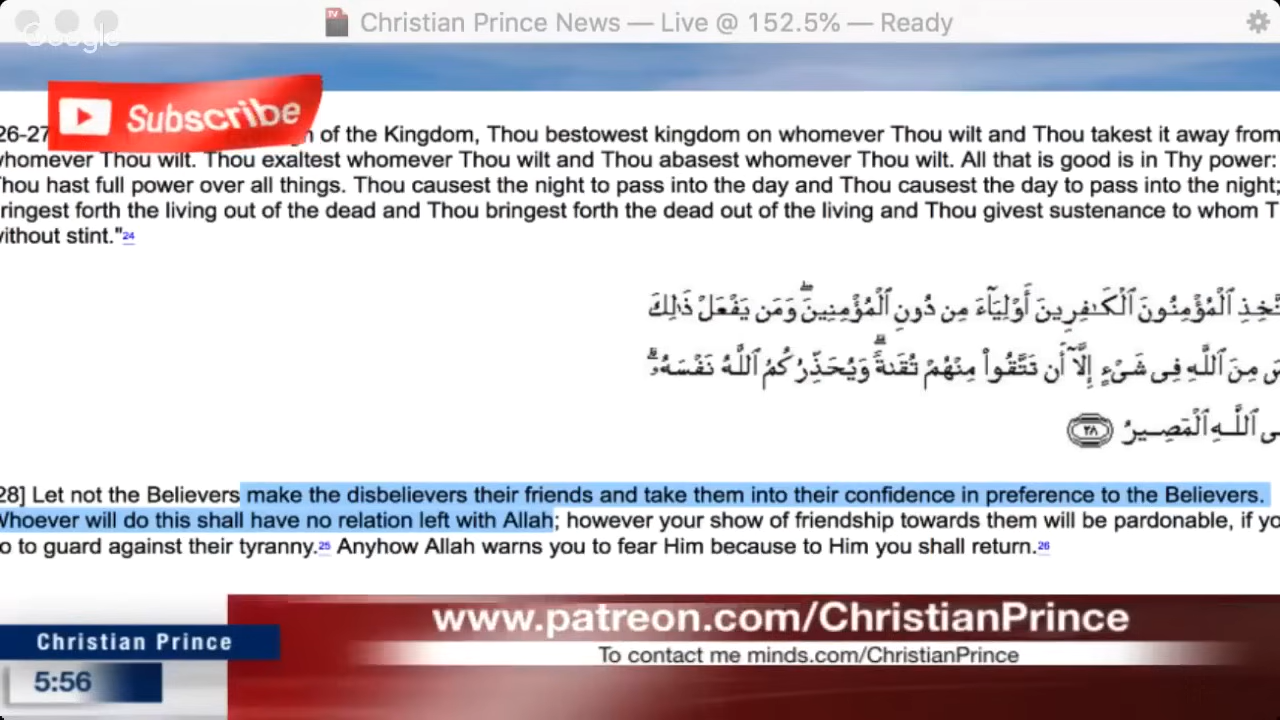 Christian Prince News — Live @ 152.5% — Ready
Google
Subscribe
26-27
of the Kingdom, Thou bestowest kingdom on whomever Thou wilt and Thou takest it away from
whomever Thou wilt. Thou exaltest whomever Thou wilt and Thou abasest whomever Thou wilt. All that is good is in Thy power:
Thou hast full power over all things. Thou causest the night to pass into the day and Thou causest the day to pass into the night;
ringest forth the living out of the dead and Thou bringest forth the dead out of the living and Thou givest sustenance to whom T
without stint."24
تَّخِذِ ٱلْمُؤْمِنُونَ ٱلْكَـٰفِرِينَ أَوْلِيَآءَ مِن دُونِ ٱلْمُؤْمِنِينَ ۖ وَمَن يَفْعَلْ ذَٰلِكَ
سَ مِنَ ٱللَّهِ فِى شَىْءٍ إِلَّآ أَن تَتَّقُوا۟ مِنْهُمْ تُقَىٰةً ۗ وَيُحَذِّرُكُمُ ٱللَّهُ نَفْسَهُۥ ۗ
ى ٱللَّهِ ٱلْمَصِيرُ ٢٨
28] Let not the Believers make the disbelievers their friends and take them into their confidence in preference to the Believers.
Whoever will do this shall have no relation left with Allah; however your show of friendship towards them will be pardonable, if yo
o to guard against their tyranny.25 Anyhow Allah warns you to fear Him because to Him you shall return.26
www.patreon.com/ChristianPrince
Christian Prince
To contact me minds.com/ChristianPrince
5:56